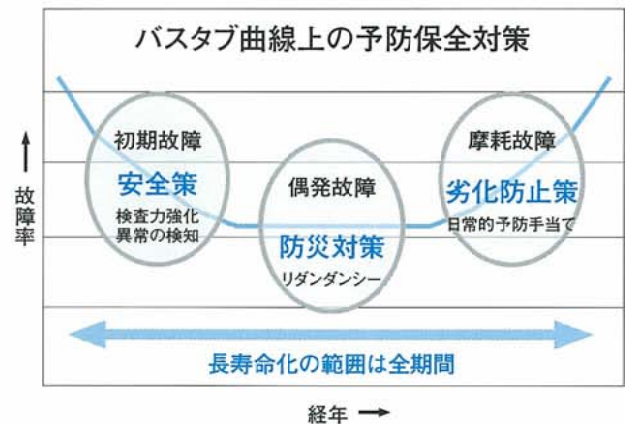 バスタブ曲線上の予防保全対策
初期故障
安全策
検査力強化
異常の検知
偶発故障
防災対策
リダンダンシー
摩耗故障
劣化防止策
日常的予防手当て
長寿命化の範囲は全期間
故障率
経年